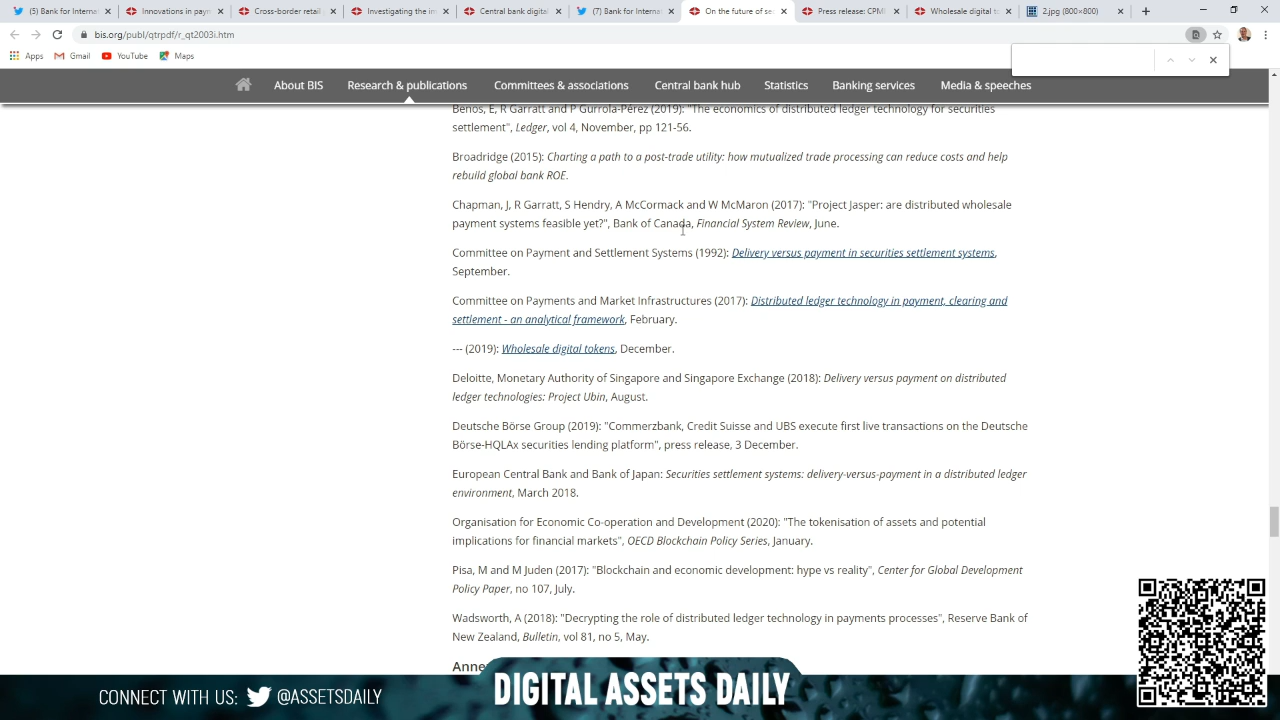 (5) Bank for Intern
Innovations in paym
Cross-border retail
Investigating the im
Central bank digital
(7) Bank for Intern
On the future of se
Press release: CPMI
Wholesale digital to
2.jpg (800×800)
bis.org/publ/qtrpdf/r_qt2003i.htm
Apps Gmail YouTube Maps
About BIS Research & publications Committees & associations Central bank hub Statistics Banking services Media & speeches
Benos, E, R Garratt and P Gurrola-Pérez (2019): "The economics of distributed ledger technology for securities
settlement", Ledger, vol 4, November, pp 121-56.
Broadridge (2015): Charting a path to a post-trade utility: how mutualized trade processing can reduce costs and help
rebuild global bank ROE.
Chapman, J, R Garratt, S Hendry, A McCormack and W McMaron (2017): "Project Jasper: are distributed wholesale
payment systems feasible yet?", Bank of Canada, Financial System Review, June.
Committee on Payment and Settlement Systems (1992): Delivery versus payment in securities settlement systems,
September.
Committee on Payments and Market Infrastructures (2017): Distributed ledger technology in payment, clearing and
settlement - an analytical framework, February.
--- (2019): Wholesale digital tokens, December.
Deloitte, Monetary Authority of Singapore and Singapore Exchange (2018): Delivery versus payment on distributed
ledger technologies: Project Ubin, August.
Deutsche Börse Group (2019): "Commerzbank, Credit Suisse and UBS execute first live transactions on the Deutsche
Börse-HQLAx securities lending platform", press release, 3 December.
European Central Bank and Bank of Japan: Securities settlement systems: delivery-versus-payment in a distributed ledger
environment, March 2018.
Organisation for Economic Co-operation and Development (2020): "The tokenisation of assets and potential
implications for financial markets", OECD Blockchain Policy Series, January.
Pisa, M and M Juden (2017): "Blockchain and economic development: hype vs reality", Center for Global Development
Policy Paper, no 107, July.
Wadsworth, A (2018): "Decrypting the role of distributed ledger technology in payments processes", Reserve Bank of
New Zealand, Bulletin, vol 81, no 5, May.
Anne
CONNECT WITH US: @ASSETSDAILY
DIGITAL ASSETS DAILY